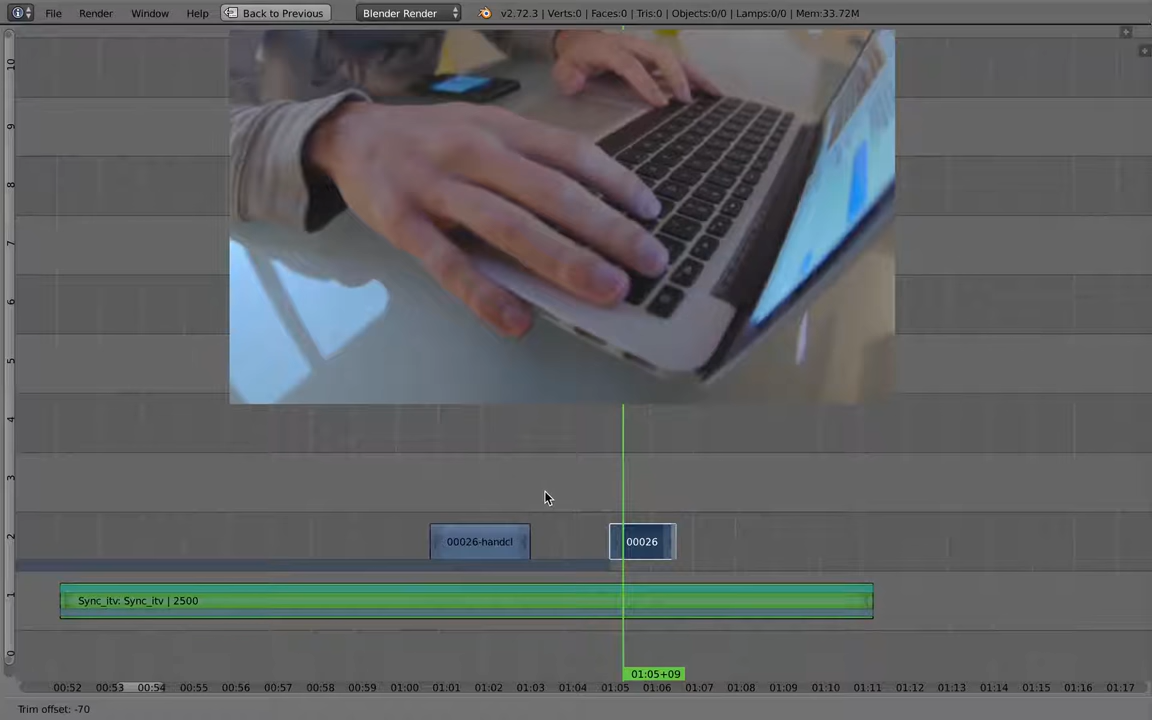 File Render Window Help Back to Previous Blender Render v2.72.3 | Verts:0 | Faces:0 | Tris:0 | Objects:0/0 | Lamps:0/0 | Mem:33.72M
10
9
8
7
6
5
4
3
2 00026-handcl 00026
1 Sync_itv: Sync_itv | 2500
0
01:05+09
00:52 00:53 00:54 00:55 00:56 00:57 00:58 00:59 01:00 01:01 01:02 01:03 01:04 01:05 01:06 01:07 01:08 01:09 01:10 01:11 01:12 01:13 01:14 01:15 01:16 01:17
Trim offset: -70